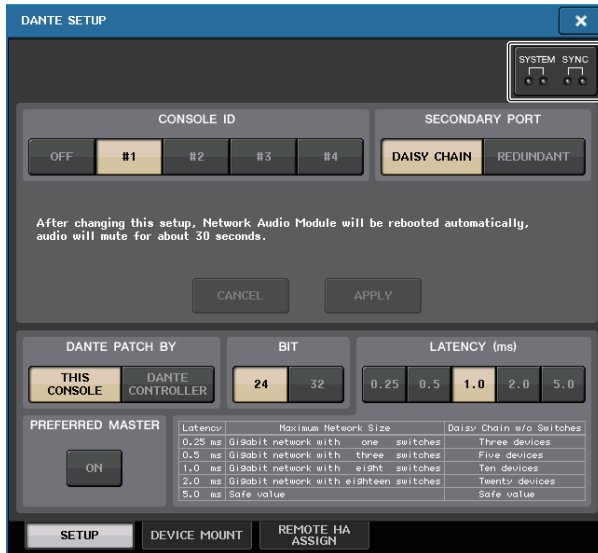 DANTE SETUP
SYSTEM SYNC
CONSOLE ID
OFF #1 #2 #3 #4
SECONDARY PORT
DAISY CHAIN REDUNDANT
After changing this setup, Network Audio Module will be rebooted automatically,
audio will mute for about 30 seconds.
CANCEL APPLY
DANTE PATCH BY
THIS
CONSOLE
DANTE
CONTROLLER
BIT
24 32
LATENCY (ms)
0.25 0.5 1.0 2.0 5.0
PREFERRED MASTER
ON
Latency Maximum Network Size Daisy Chain w/o Switches
0.25 ms Gigabit network with one switches Three devices
0.5 ms Gigabit network with three switches Five devices
1.0 ms Gigabit network with eight switches Ten devices
2.0 ms Gigabit network with eighteen switches Twenty devices
5.0 ms Safe value Safe value
SETUP
DEVICE MOUNT
REMOTE HA
ASSIGN